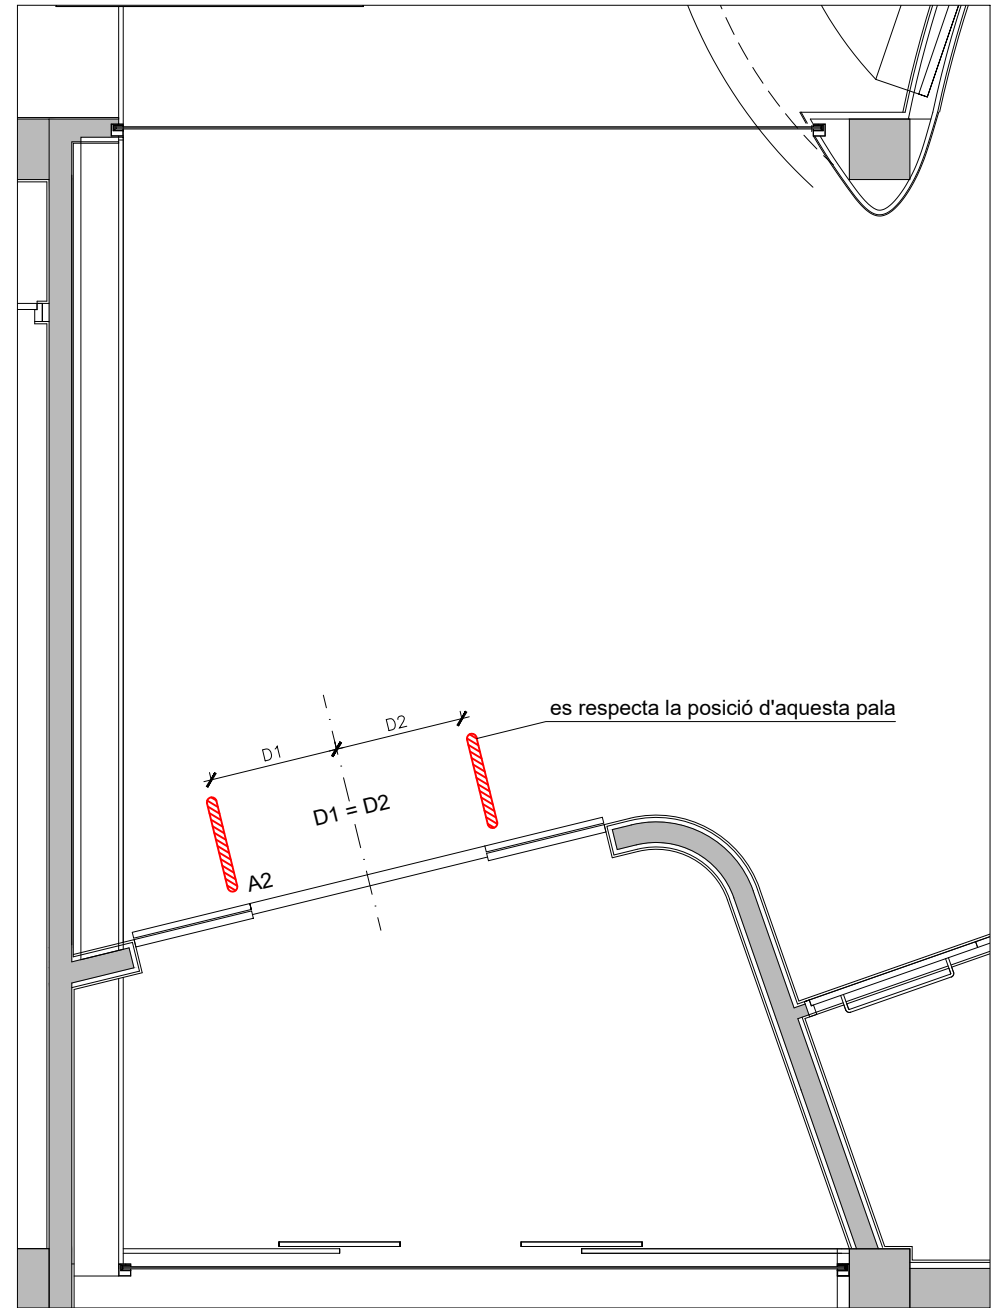 es respecta la posició d'aquesta pala
D2
D1
D1 = D2
A2